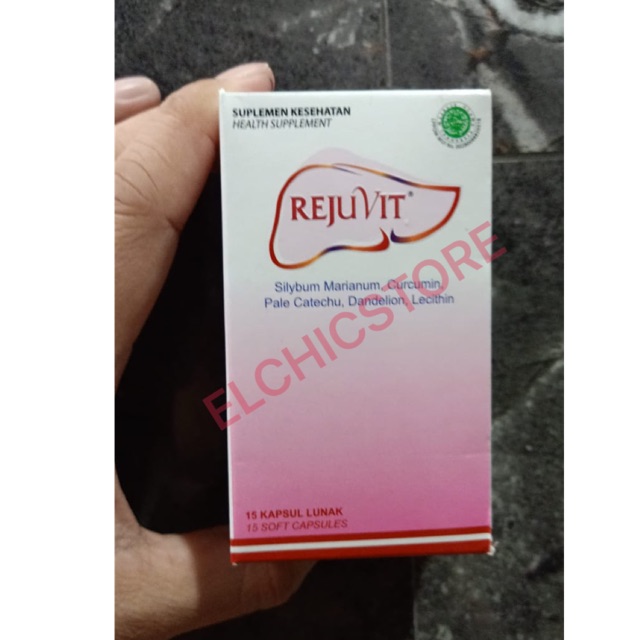 SUPLEMEN KESEHATAN
HEALTH SUPPLEMENT
REJUVIT®
Silybum Marianum, Curcumin,
Pale Catechu, Dandelion, Lecithin
ELCHICSTORE
15 KAPSUL LUNAK
15 SOFT CAPSULES